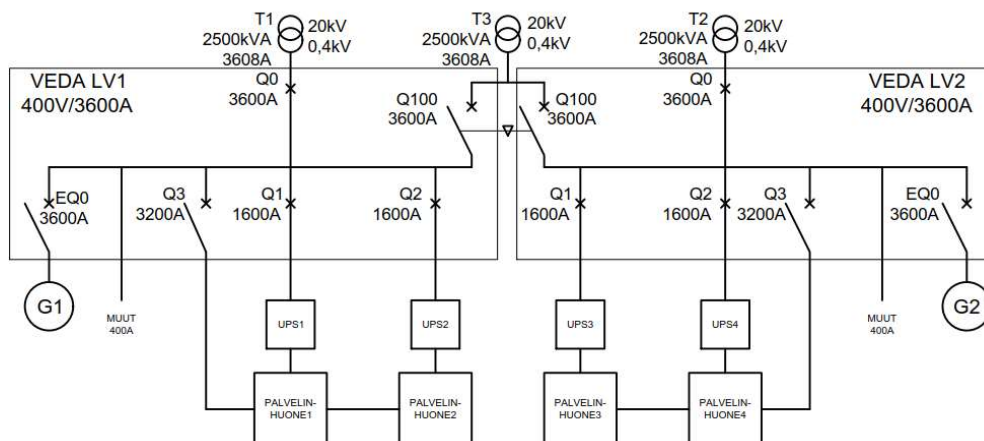 T1
20kV
2500kVA
0,4kV
3608A
T3
20kV
2500kVA
0,4kV
3608A
T2
20kV
2500kVA
0,4kV
3608A
VEDA LV1
400V/3600A
Q0
3600A
Q100
3600A
Q100
3600A
Q0
3600A
VEDA LV2
400V/3600A
EQ0
3600A
Q3
3200A
Q1
1600A
Q2
1600A
Q1
1600A
Q2
1600A
Q3
3200A
EQ0
3600A
G1
MUUT
400A
UPS1
UPS2
UPS3
UPS4
MUUT
400A
G2
PALVELIN-
HUONE1
PALVELIN-
HUONE2
PALVELIN-
HUONE3
PALVELIN-
HUONE4